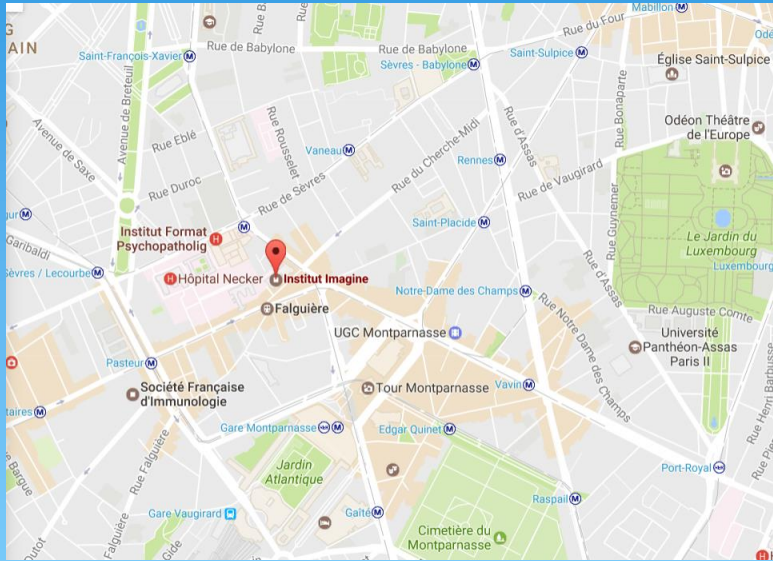 Mabillon
Rue du Four
Rue de Babylone
Rue de Babylone
Saint-François-Xavier
Sèvres - Babylone
Saint-Sulpice
Église Saint-Sulpice
AIN
Avenue de Breteuil
Avenue de Saxe
Rue Eblé
Rue Rousselet
Vaneau
Rue du Cherche-Midi
Rennes
Rue d'Assas
Rue Bonaparte
Odéon Théâtre
de l'Europe
Rue Duroc
Rue de Sèvres
Rue de Vaugirard
Saint-Placide
Rue Guynemer
Institut Format
Psychopatholig
Le Jardin du
Luxembourg
Luxembourg
Garibaldi
Sèvres / Lecourbe
Hôpital Necker
Institut Imagine
Notre-Dame des Champs
Rue d'Assas
Falguière
Rue Auguste Comte
UGC Montparnasse
Rue Notre Dame des Champs
Université
Panthéon-Assas
Paris II
Rue Henri Barbusse
Pasteur
Société Française
d'Immunologie
Tour Montparnasse
Vavin
Gare Montparnasse
Edgar Quinet
Rue Falguière
Jardin
Atlantique
Port-Royal
Raspail
Gare Vaugirard
Gaîté
Cimetière du
Montparnasse
Falguière
Gide